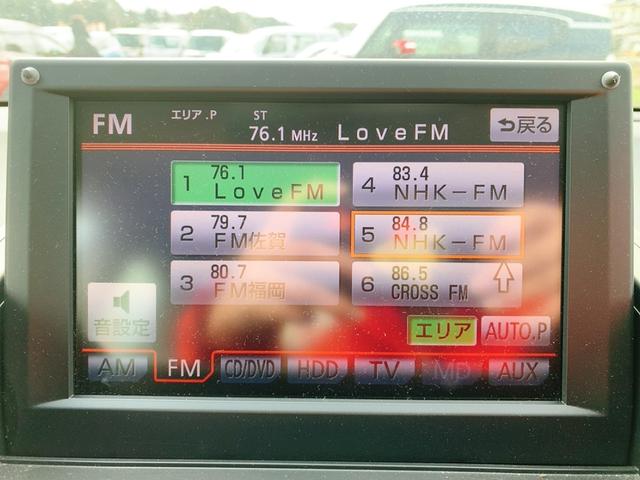 FM エリア.P ST 76.1 MHz LoveFM 戻る
1 76.1 LoveFM
4 83.4 NHK-FM
2 79.7 FM佐賀
5 84.8 NHK-FM
3 80.7 FM福岡
6 86.5 CROSS FM
音設定
エリア AUTO.P
AM FM CD/DVD HDD TV MP AUX